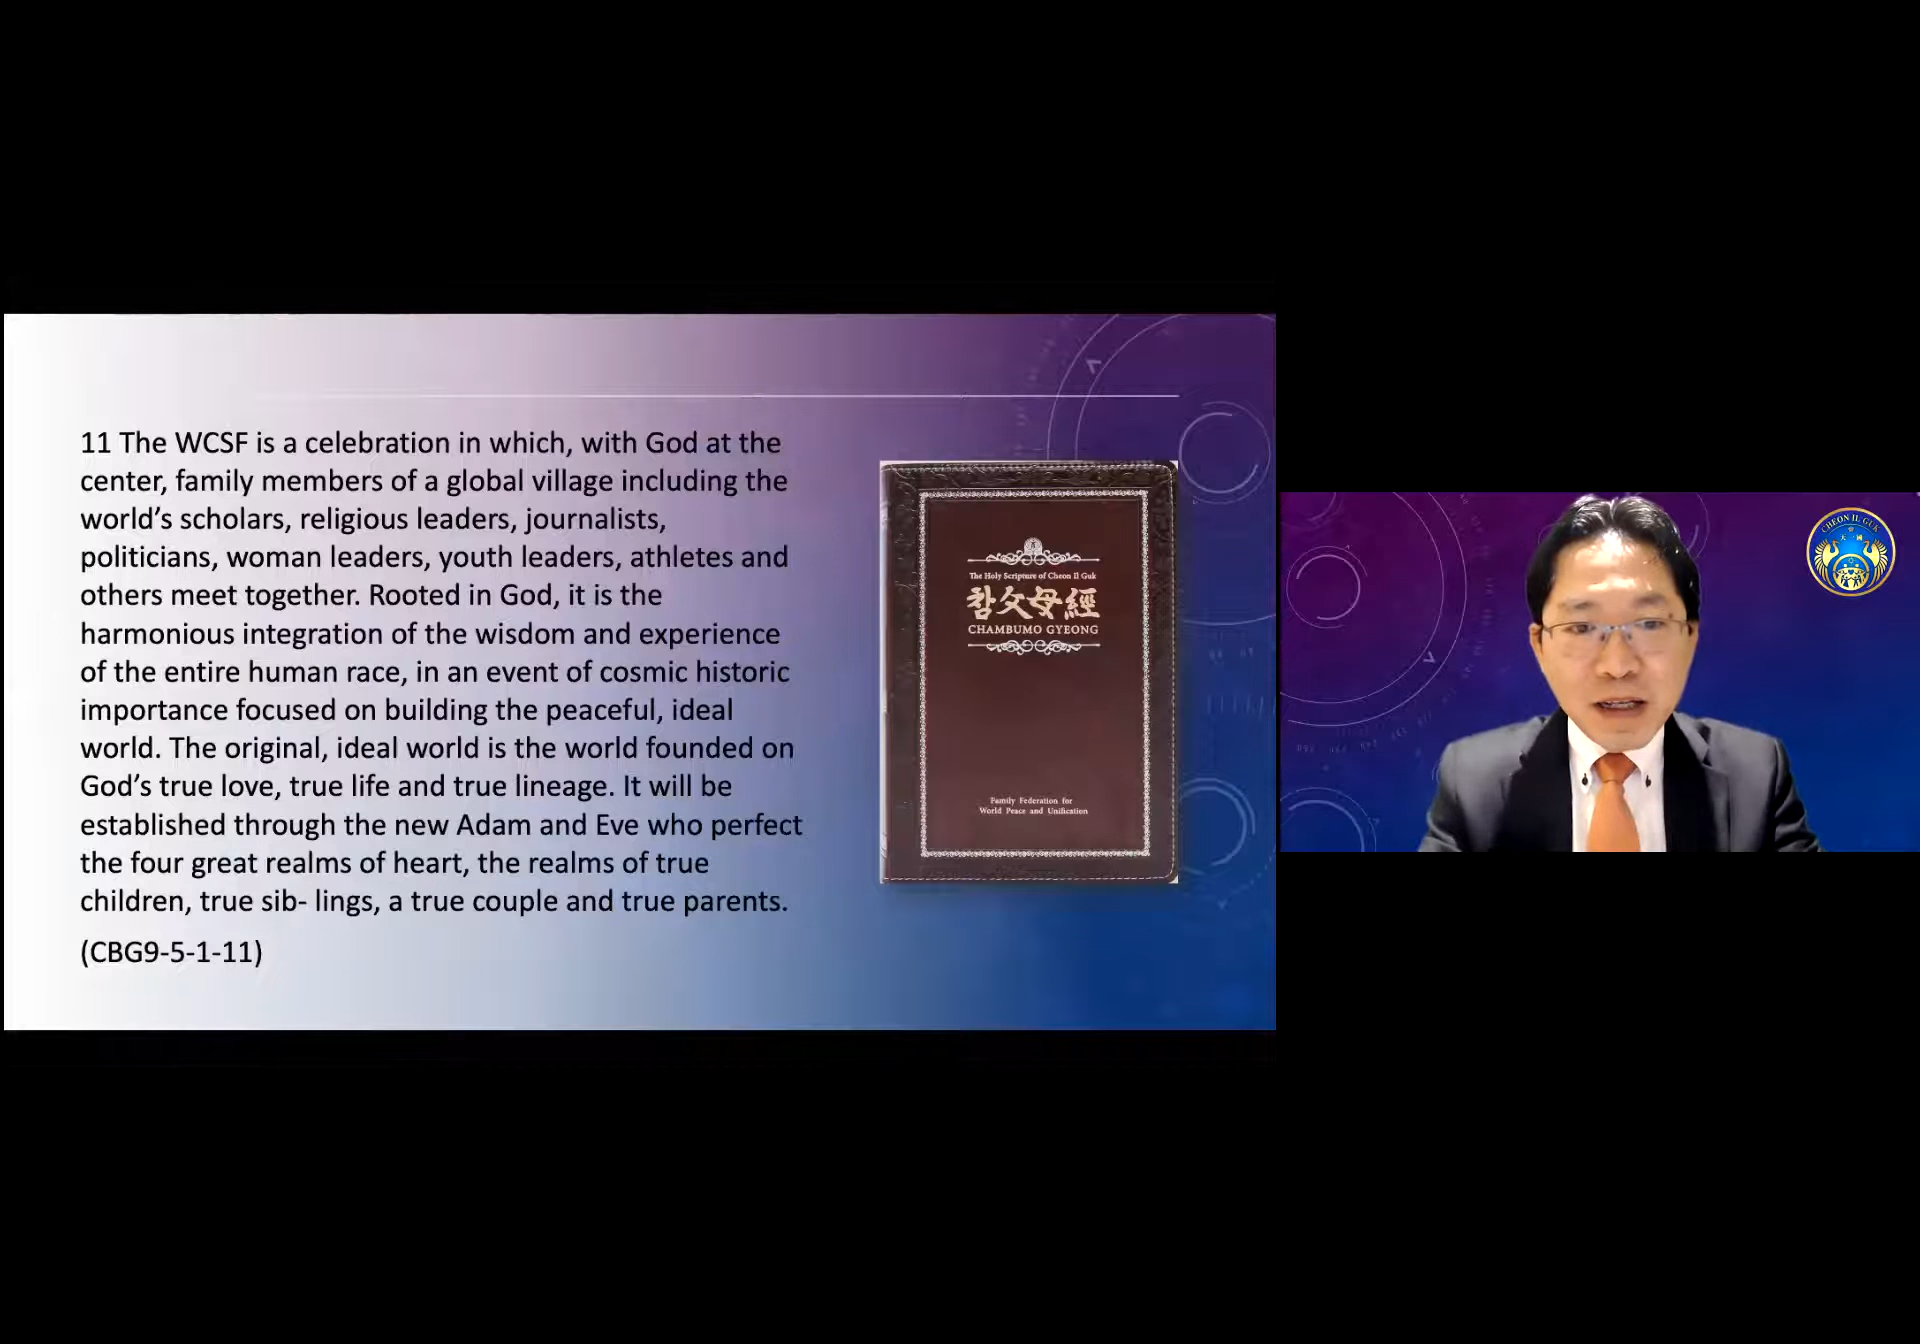 11 The WCSF is a celebration in which, with God at the
center, family members of a global village including the
world’s scholars, religious leaders, journalists,
politicians, woman leaders, youth leaders, athletes and
others meet together. Rooted in God, it is the
harmonious integration of the wisdom and experience
of the entire human race, in an event of cosmic historic
importance focused on building the peaceful, ideal
world. The original, ideal world is the world founded on
God’s true love, true life and true lineage. It will be
established through the new Adam and Eve who perfect
the four great realms of heart, the realms of true
children, true sib- lings, a true couple and true parents.
(CBG9-5-1-11)
The Holy Scripture of Cheon Il Guk
참父母經
CHAMBUMO GYEONG
Family Federation for
World Peace and Unification
CHEON IL GUK